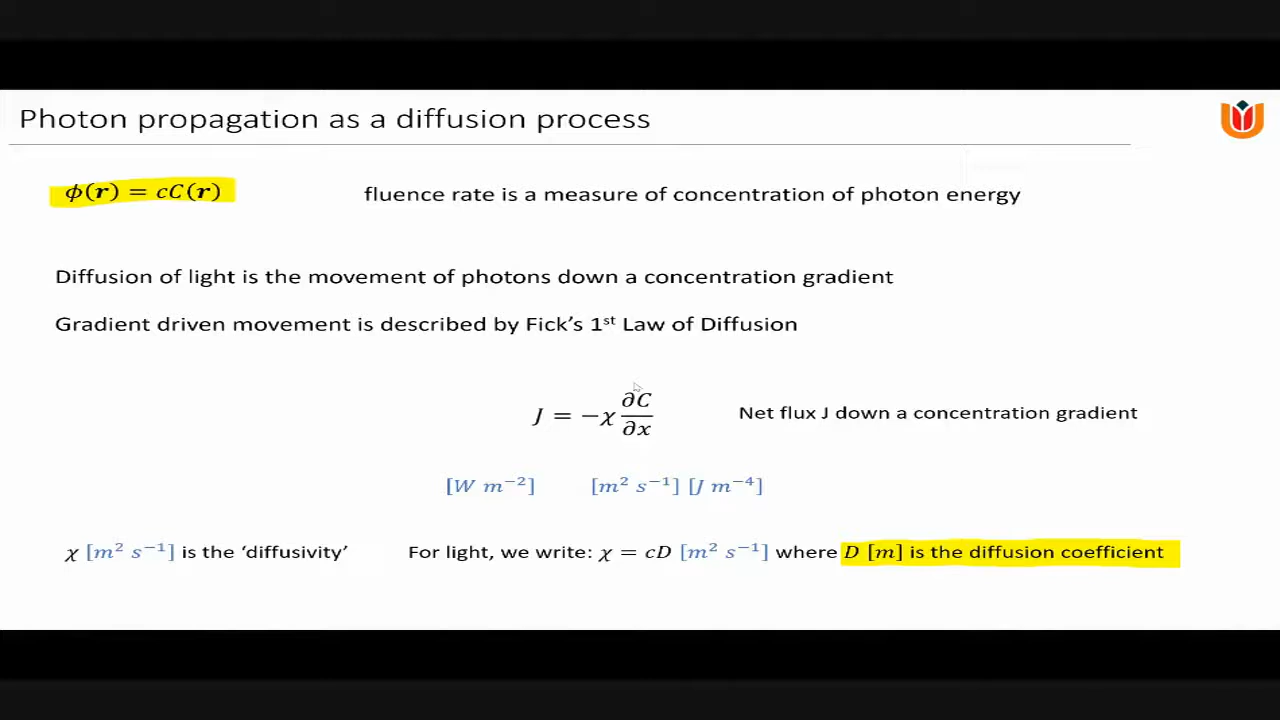 Photon propagation as a diffusion process
ϕ(r) = cC(r)    fluence rate is a measure of concentration of photon energy
Diffusion of light is the movement of photons down a concentration gradient
Gradient driven movement is described by Fick's 1st Law of Diffusion
J = −χ ∂C/∂x    Net flux J down a concentration gradient
[W m⁻²]    [m² s⁻¹] [J m⁻⁴]
χ [m² s⁻¹] is the 'diffusivity'    For light, we write: χ = cD [m² s⁻¹] where D [m] is the diffusion coefficient